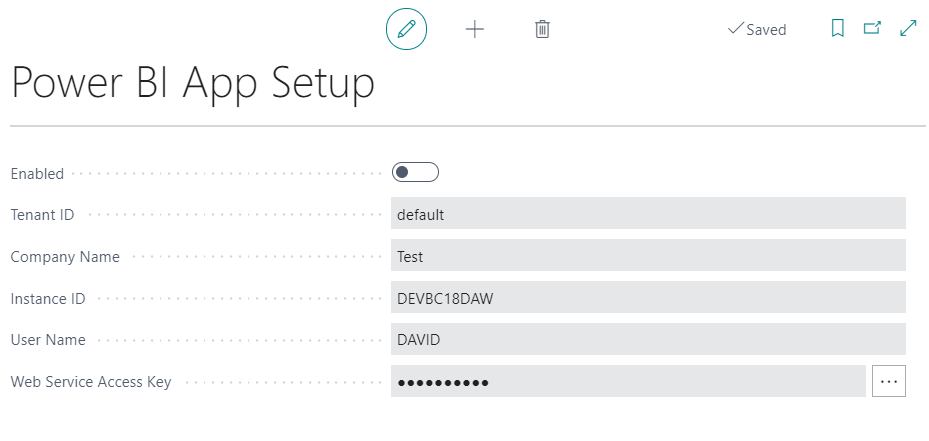 Saved
Power BI App Setup
Enabled
Tenant ID default
Company Name Test
Instance ID DEVBC18DAW
User Name DAVID
Web Service Access Key ●●●●●●●●●● ...